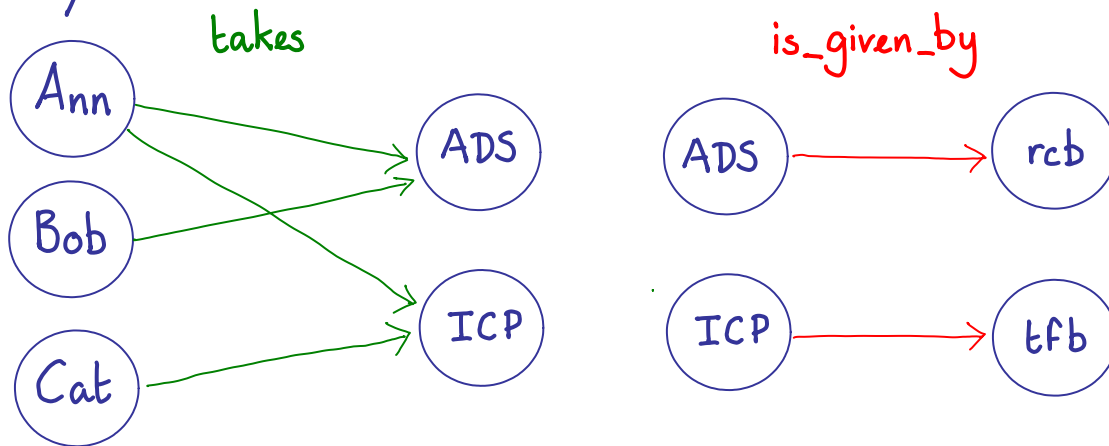 takes
is_given_by
Ann
ADS
ADS
rcb
Bob
ICP
ICP
tfb
Cat